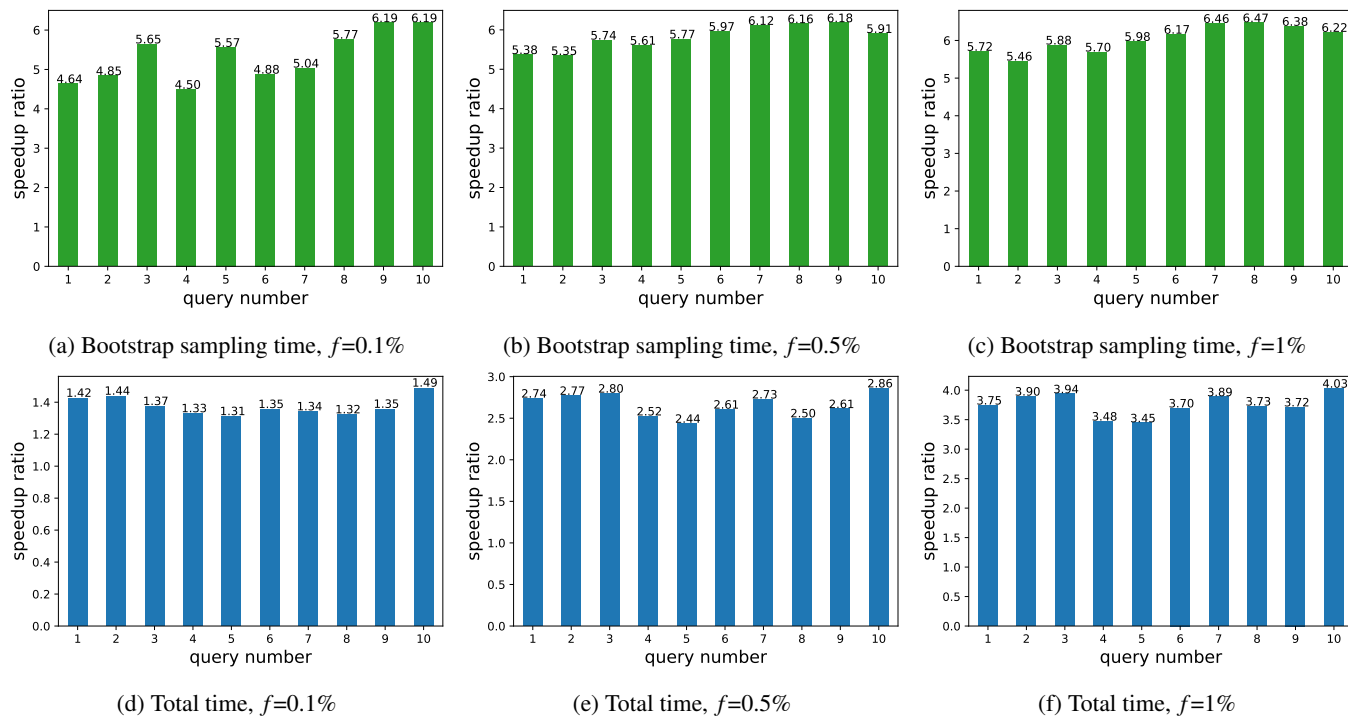 6.19 6.19
5.65 5.57 5.77
4.64 4.85 4.50 4.88 5.04
6
5
4
3
2
1
0
speedup ratio
1 2 3 4 5 6 7 8 9 10
query number
(a) Bootstrap sampling time, f=0.1%
5.38 5.35 5.74 5.61 5.77 5.97 6.12 6.16 6.18 5.91
6
5
4
3
2
1
0
speedup ratio
1 2 3 4 5 6 7 8 9 10
query number
(b) Bootstrap sampling time, f=0.5%
5.72 5.46 5.88 5.70 5.98 6.17 6.46 6.47 6.38 6.22
6
5
4
3
2
1
0
speedup ratio
1 2 3 4 5 6 7 8 9 10
query number
(c) Bootstrap sampling time, f=1%
1.42 1.44 1.37 1.33 1.31 1.35 1.34 1.32 1.35 1.49
1.4
1.2
1.0
0.8
0.6
0.4
0.2
0.0
speedup ratio
1 2 3 4 5 6 7 8 9 10
query number
(d) Total time, f=0.1%
2.74 2.77 2.80 2.52 2.44 2.61 2.73 2.50 2.61 2.86
3.0
2.5
2.0
1.5
1.0
0.5
0.0
speedup ratio
1 2 3 4 5 6 7 8 9 10
query number
(e) Total time, f=0.5%
3.75 3.90 3.94 3.48 3.45 3.70 3.89 3.73 3.72 4.03
4.0
3.5
3.0
2.5
2.0
1.5
1.0
0.5
0.0
speedup ratio
1 2 3 4 5 6 7 8 9 10
query number
(f) Total time, f=1%